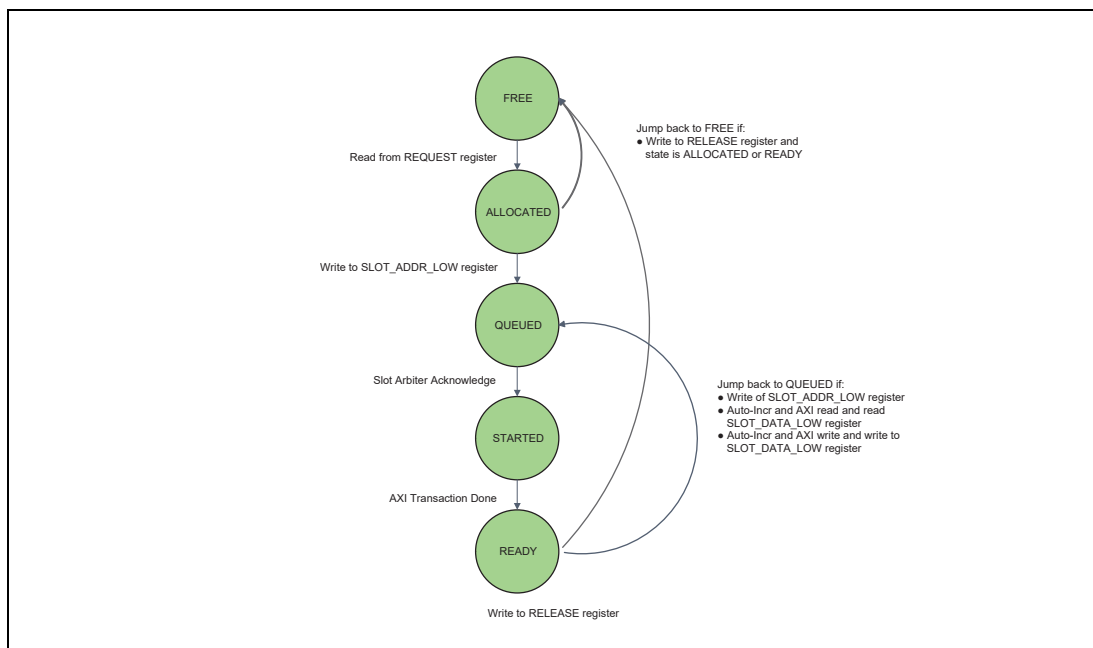 FREE
Jump back to FREE if:
● Write to RELEASE register and
state is ALLOCATED or READY
Read from REQUEST register
ALLOCATED
Write to SLOT_ADDR_LOW register
QUEUED
Slot Arbiter Acknowledge
Jump back to QUEUED if:
● Write of SLOT_ADDR_LOW register
● Auto-Incr and AXI read and read
SLOT_DATA_LOW register
● Auto-Incr and AXI write and write to
SLOT_DATA_LOW register
STARTED
AXI Transaction Done
READY
Write to RELEASE register